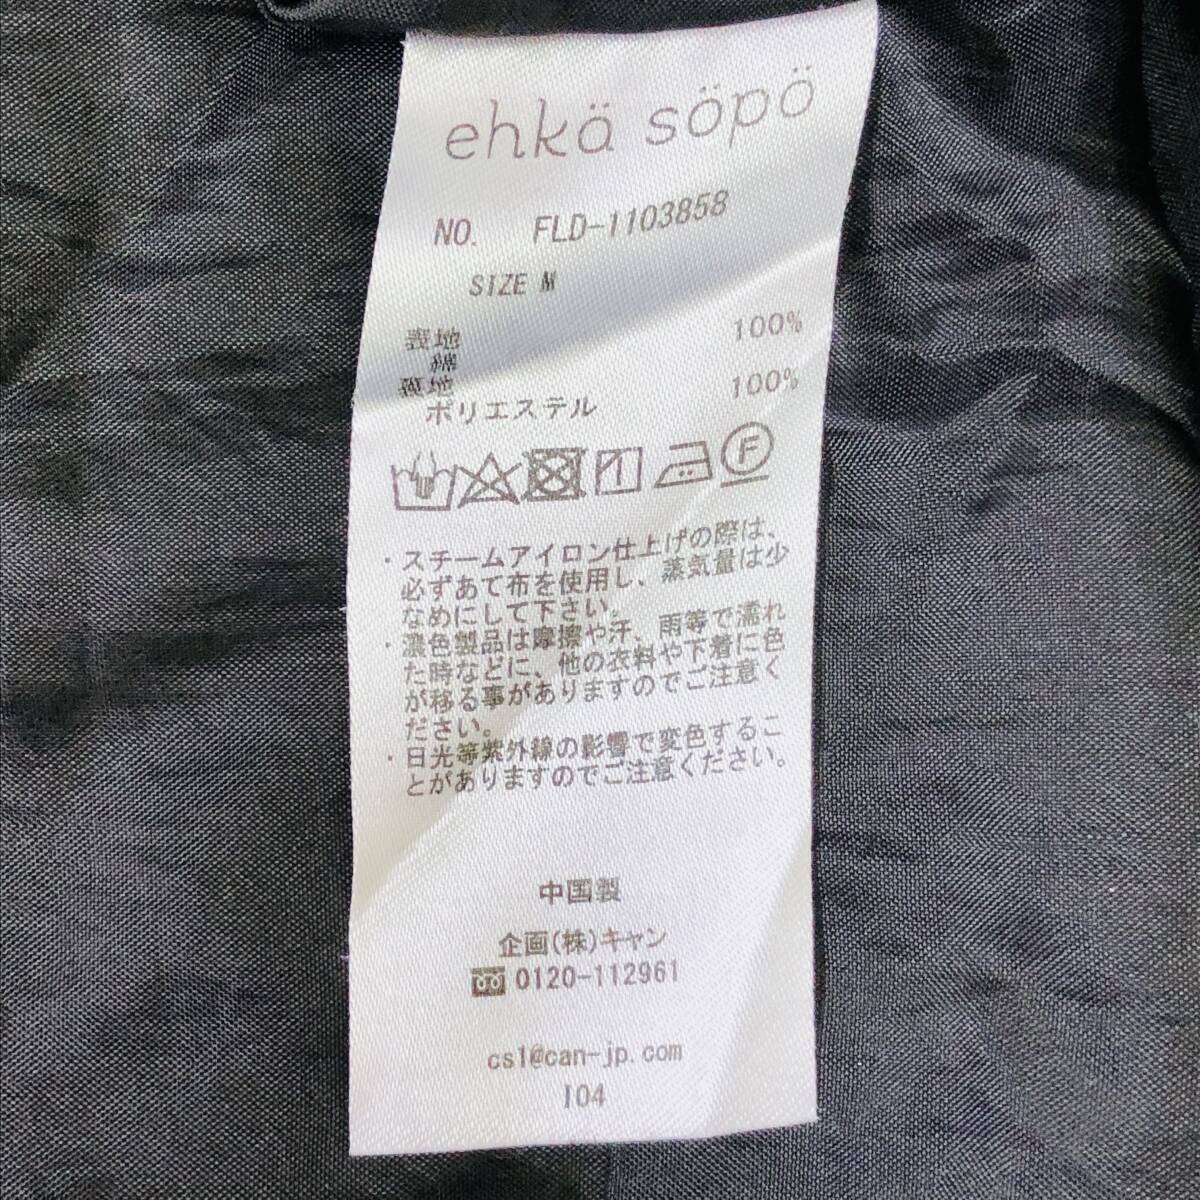 ehkä söpö
NO. FLD-1103858
SIZE M
表地 100%
綿
裏地 100%
ポリエステル
F
・スチームアイロン仕上げの際は、
必ずあて布を使用し、蒸気量は少
なめにして下さい。
・濃色製品は摩擦や汗、雨等で濡れ
た時などに、他の衣料や下着に色
が移る事がありますのでご注意く
ださい。
・日光等紫外線の影響で変色するこ
とがありますのでご注意ください。
中国製
企画(株)キャン
0120-112961
cs1@can-jp.com
I04